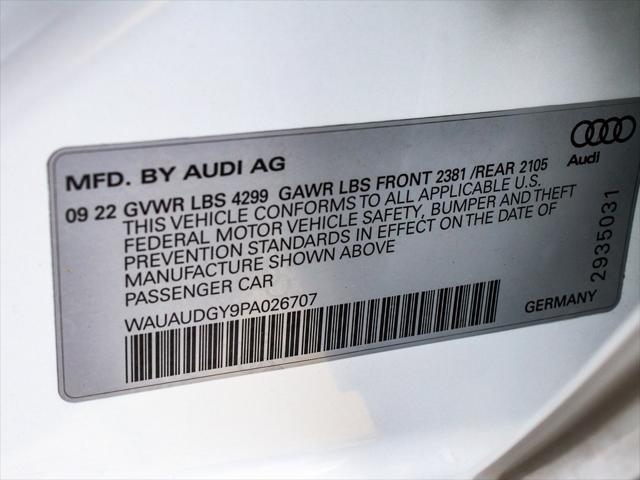 MFD. BY AUDI AG
Audi
09 22 GVWR LBS 4299 GAWR LBS FRONT 2381 /REAR 2105
THIS VEHICLE CONFORMS TO ALL APPLICABLE U.S.
FEDERAL MOTOR VEHICLE SAFETY, BUMPER AND THEFT
PREVENTION STANDARDS IN EFFECT ON THE DATE OF
MANUFACTURE SHOWN ABOVE
PASSENGER CAR
WAUAUDGY9PA026707
2935031
GERMANY